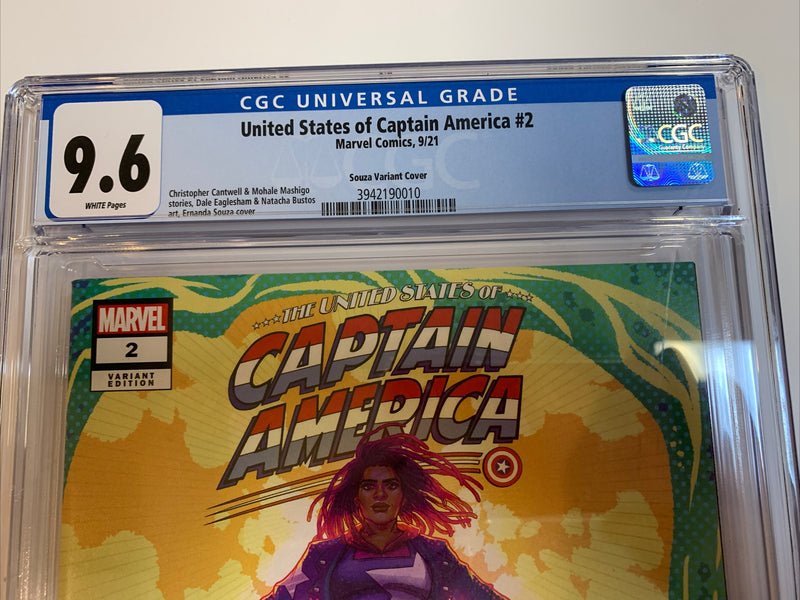 CGC UNIVERSAL GRADE
9.6
WHITE Pages
United States of Captain America #2
Marvel Comics, 9/21
Souza Variant Cover
3942190010
Christopher Cantwell & Mohale Mashigo
stories, Dale Eaglesham & Natacha Bustos
art, Ernanda Souza cover
CGC
CGC
MARVEL
2
VARIANT
EDITION
THE UNITED STATES OF
CAPTAIN
AMERICA